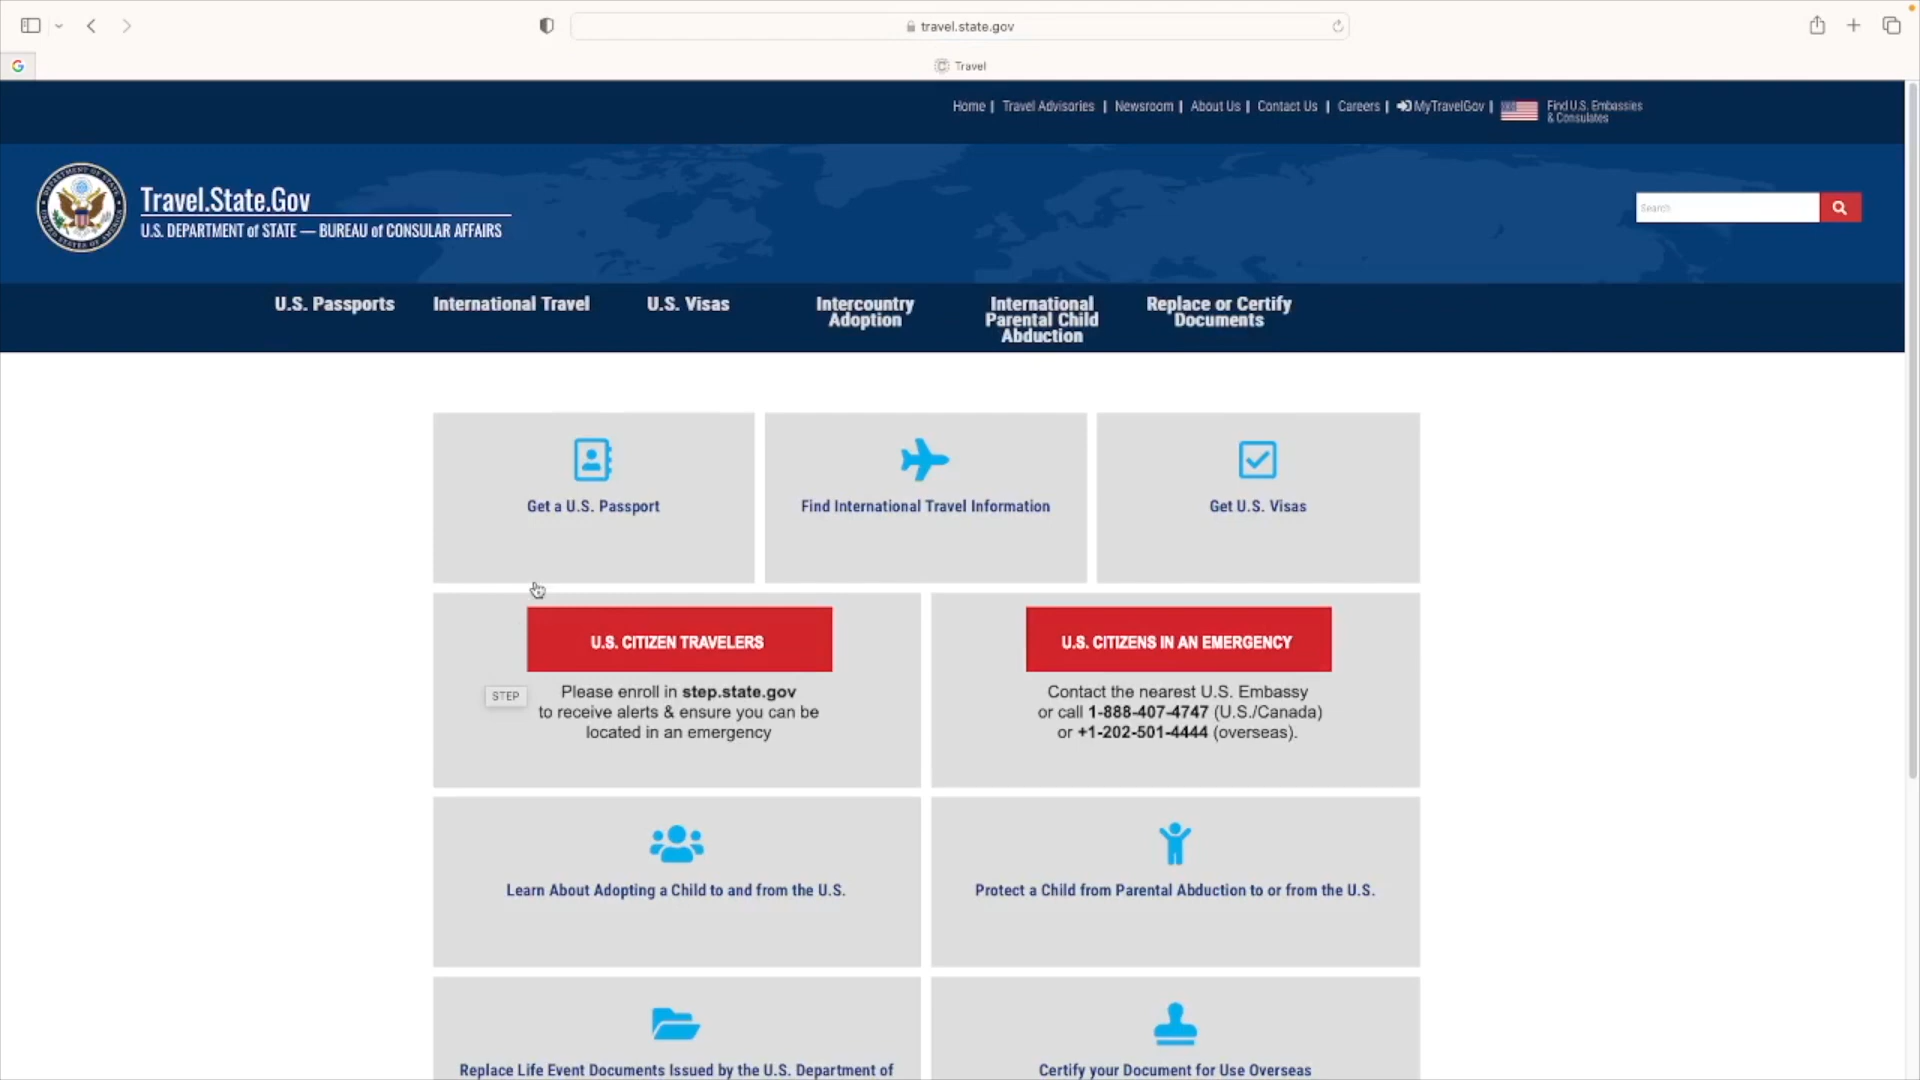 travel.state.gov
Travel
Home | Travel Advisories | Newsroom | About Us | Contact Us | Careers | MyTravelGov |
Find U.S. Embassies
& Consulates
Travel.State.Gov
U.S. DEPARTMENT of STATE — BUREAU of CONSULAR AFFAIRS
Search
U.S. Passports
International Travel
U.S. Visas
Intercountry
Adoption
International
Parental Child
Abduction
Replace or Certify
Documents
Get a U.S. Passport
Find International Travel Information
Get U.S. Visas
U.S. CITIZEN TRAVELERS
Please enroll in step.state.gov
to receive alerts & ensure you can be
located in an emergency
STEP
U.S. CITIZENS IN AN EMERGENCY
Contact the nearest U.S. Embassy
or call 1-888-407-4747 (U.S./Canada)
or +1-202-501-4444 (overseas).
Learn About Adopting a Child to and from the U.S.
Protect a Child from Parental Abduction to or from the U.S.
Replace Life Event Documents Issued by the U.S. Department of
Certify your Document for Use Overseas